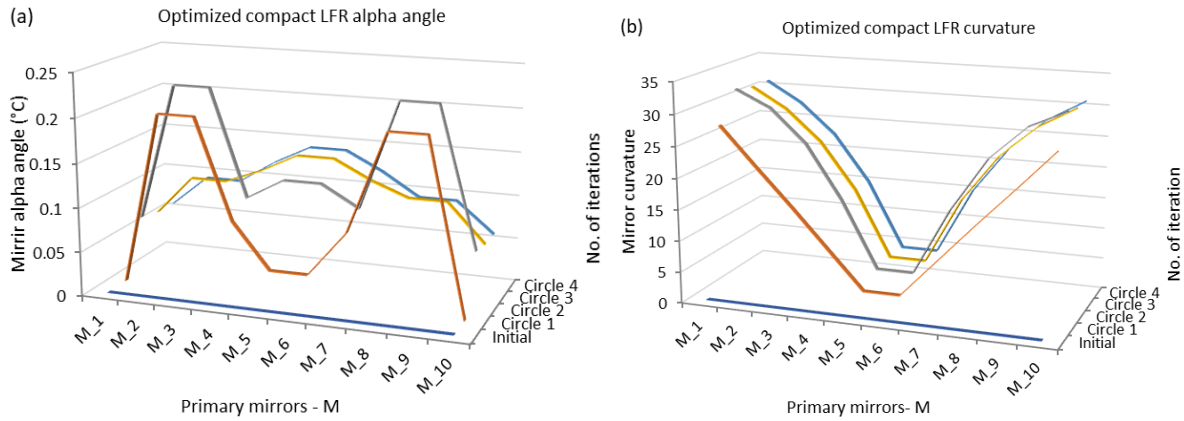 (a)
Optimized compact LFR alpha angle
0.25
0.2
0.15
0.1
0.05
0
Mirrir alpha angle (°C)
M_1
M_2
M_3
M_4
M_5
M_6
M_7
M_8
M_9
M_10
Primary mirrors - M
Circle 4
Circle 3
Circle 2
Circle 1
Initial
No. of iterations
(b)
Optimized compact LFR curvature
35
30
25
20
15
10
5
0
Mirror curvature
M_1
M_2
M_3
M_4
M_5
M_6
M_7
M_8
M_9
M_10
Primary mirrors- M
Circle 4
Circle 3
Circle 2
Circle 1
Initial
No. of iteration